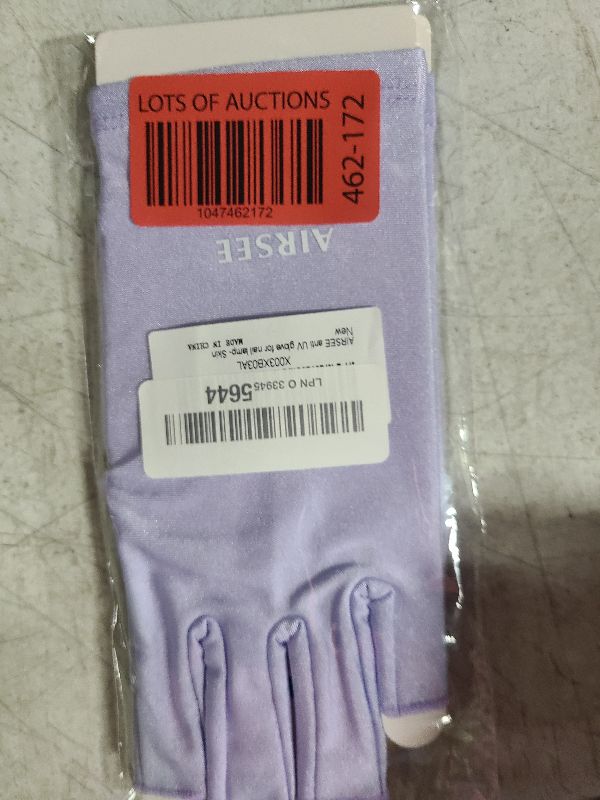 LOTS OF AUCTIONS
462-172
1047462172
AIRSEE
LPN O 339455644
X003XB03AL
AIRSEE anti UV glove for nail lamp- Skin
New
MADE IN CHINA